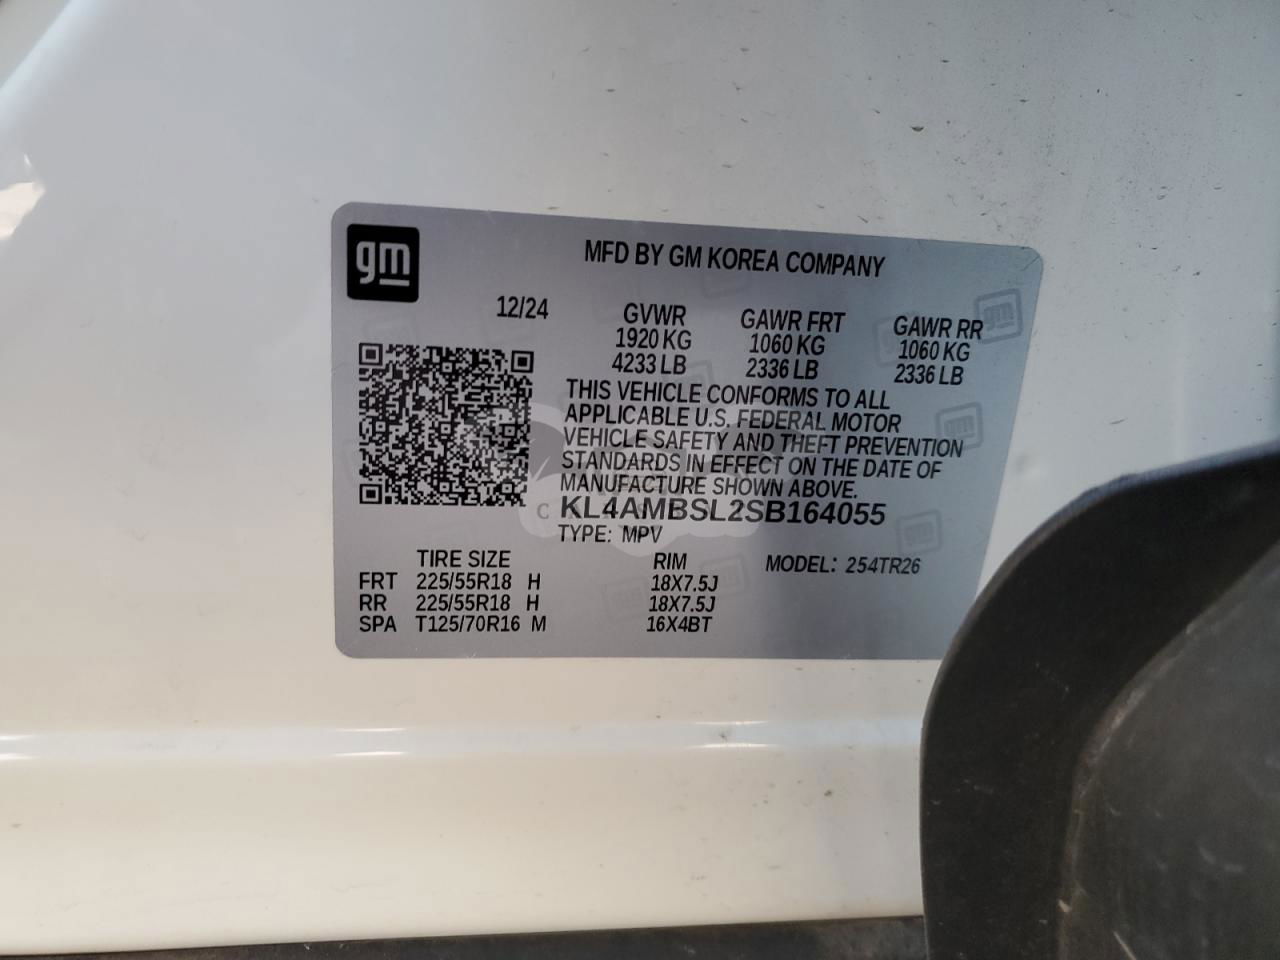 gm
MFD BY GM KOREA COMPANY
12/24
GVWR GAWR FRT GAWR RR
1920 KG 1060 KG 1060 KG
4233 LB 2336 LB 2336 LB
THIS VEHICLE CONFORMS TO ALL
APPLICABLE U.S. FEDERAL MOTOR
VEHICLE SAFETY AND THEFT PREVENTION
STANDARDS IN EFFECT ON THE DATE OF
MANUFACTURE SHOWN ABOVE.
KL4AMBSL2SB164055
TYPE: MPV
TIRE SIZE RIM MODEL: 254TR26
FRT 225/55R18 H 18X7.5J
RR 225/55R18 H 18X7.5J
SPA T125/70R16 M 16X4BT